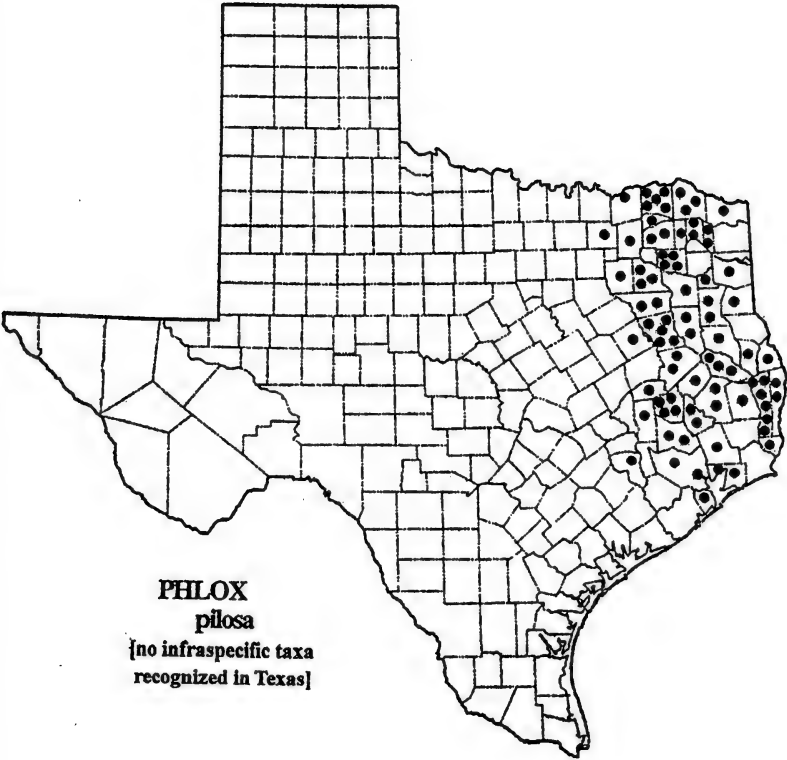 PHLOX
pilosa
[no infraspecific taxa
recognized in Texas]